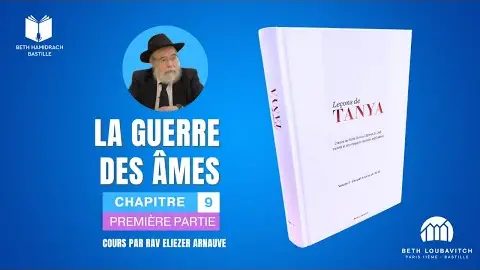 BETH HAMIDRACH
BASTILLE
LA GUERRE
DES ÂMES
CHAPITRE 9
PREMIÈRE PARTIE
COURS PAR RAV ELIEZER ARNAUVE
TANYA
Leçons de
TANYA
BETH LOUBAVITCH
PARIS 11ÈME - BASTILLE